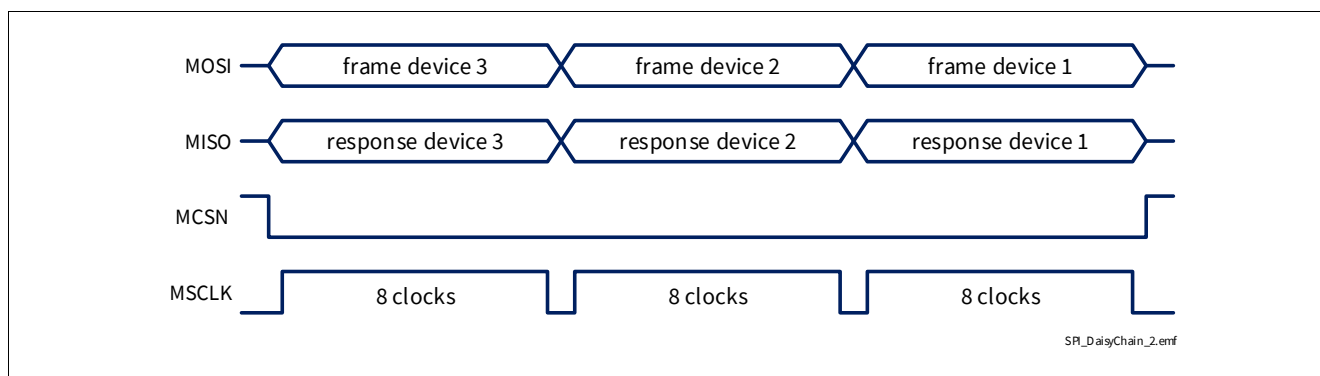 MOSI frame device 3 frame device 2 frame device 1
MISO response device 3 response device 2 response device 1
MCSN
MSCLK 8 clocks 8 clocks 8 clocks
SPI_DaisyChain_2.emf